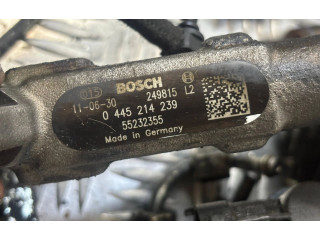 BOSCH
11-06-30 249815 L2
0 445 214 239
55232355
Made in Germany